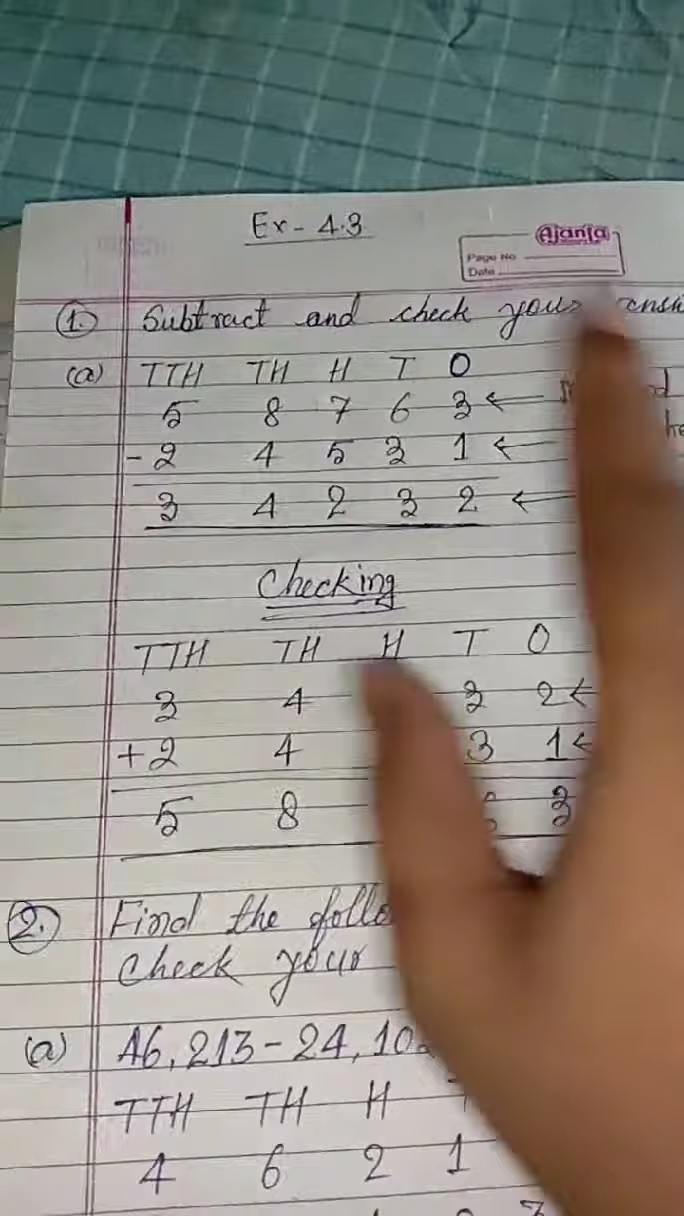 Ex - 4.3
Ajanta
Page No
Date
1. Subtract and check your
(a) TTH TH H T O
5 8 7 6 3 ←
- 2 4 5 3 1 ←
3 4 2 3 2 ←
Checking
TTH TH H T O
3 4 3 2 ←
+ 2 4 3 1 ←
5 8 3
2. Find the
Check your
(a) 46,213 - 24,10
TTH TH H T
4 6 2 1